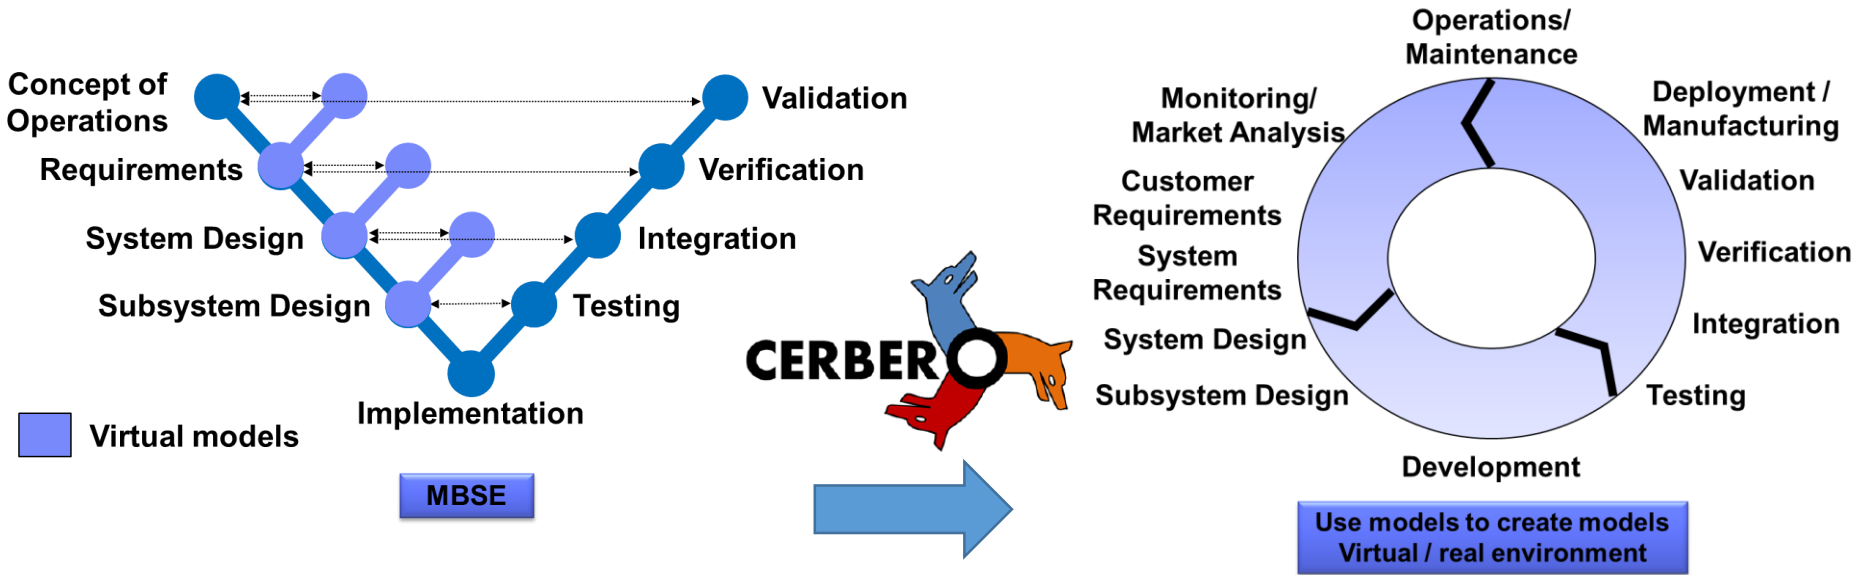 Concept of
Operations
Requirements
System Design
Subsystem Design
Implementation
Validation
Verification
Integration
Testing
Virtual models
MBSE
CERBERO
Operations/
Maintenance
Deployment /
Manufacturing
Validation
Verification
Integration
Testing
Development
Subsystem Design
System Design
System
Requirements
Customer
Requirements
Monitoring/
Market Analysis
Use models to create models
Virtual / real environment